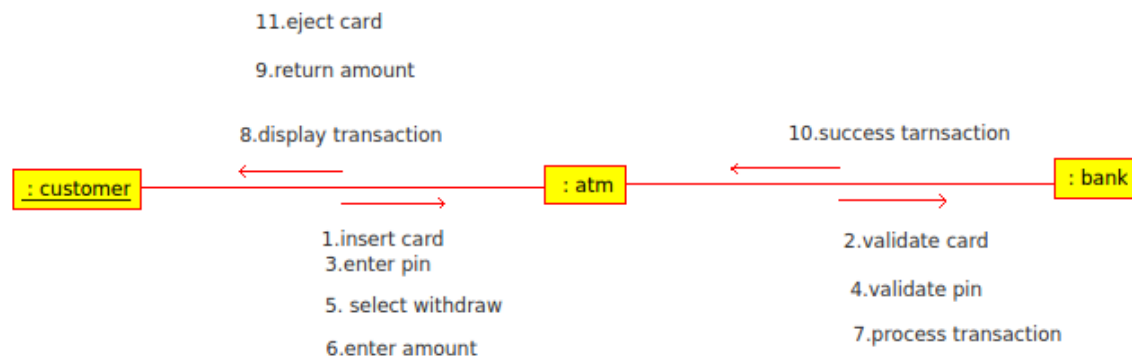 11.eject card
9.return amount
8.display transaction
10.success tarnsaction
: customer
: atm
: bank
1.insert card
3.enter pin
5. select withdraw
6.enter amount
2.validate card
4.validate pin
7.process transaction